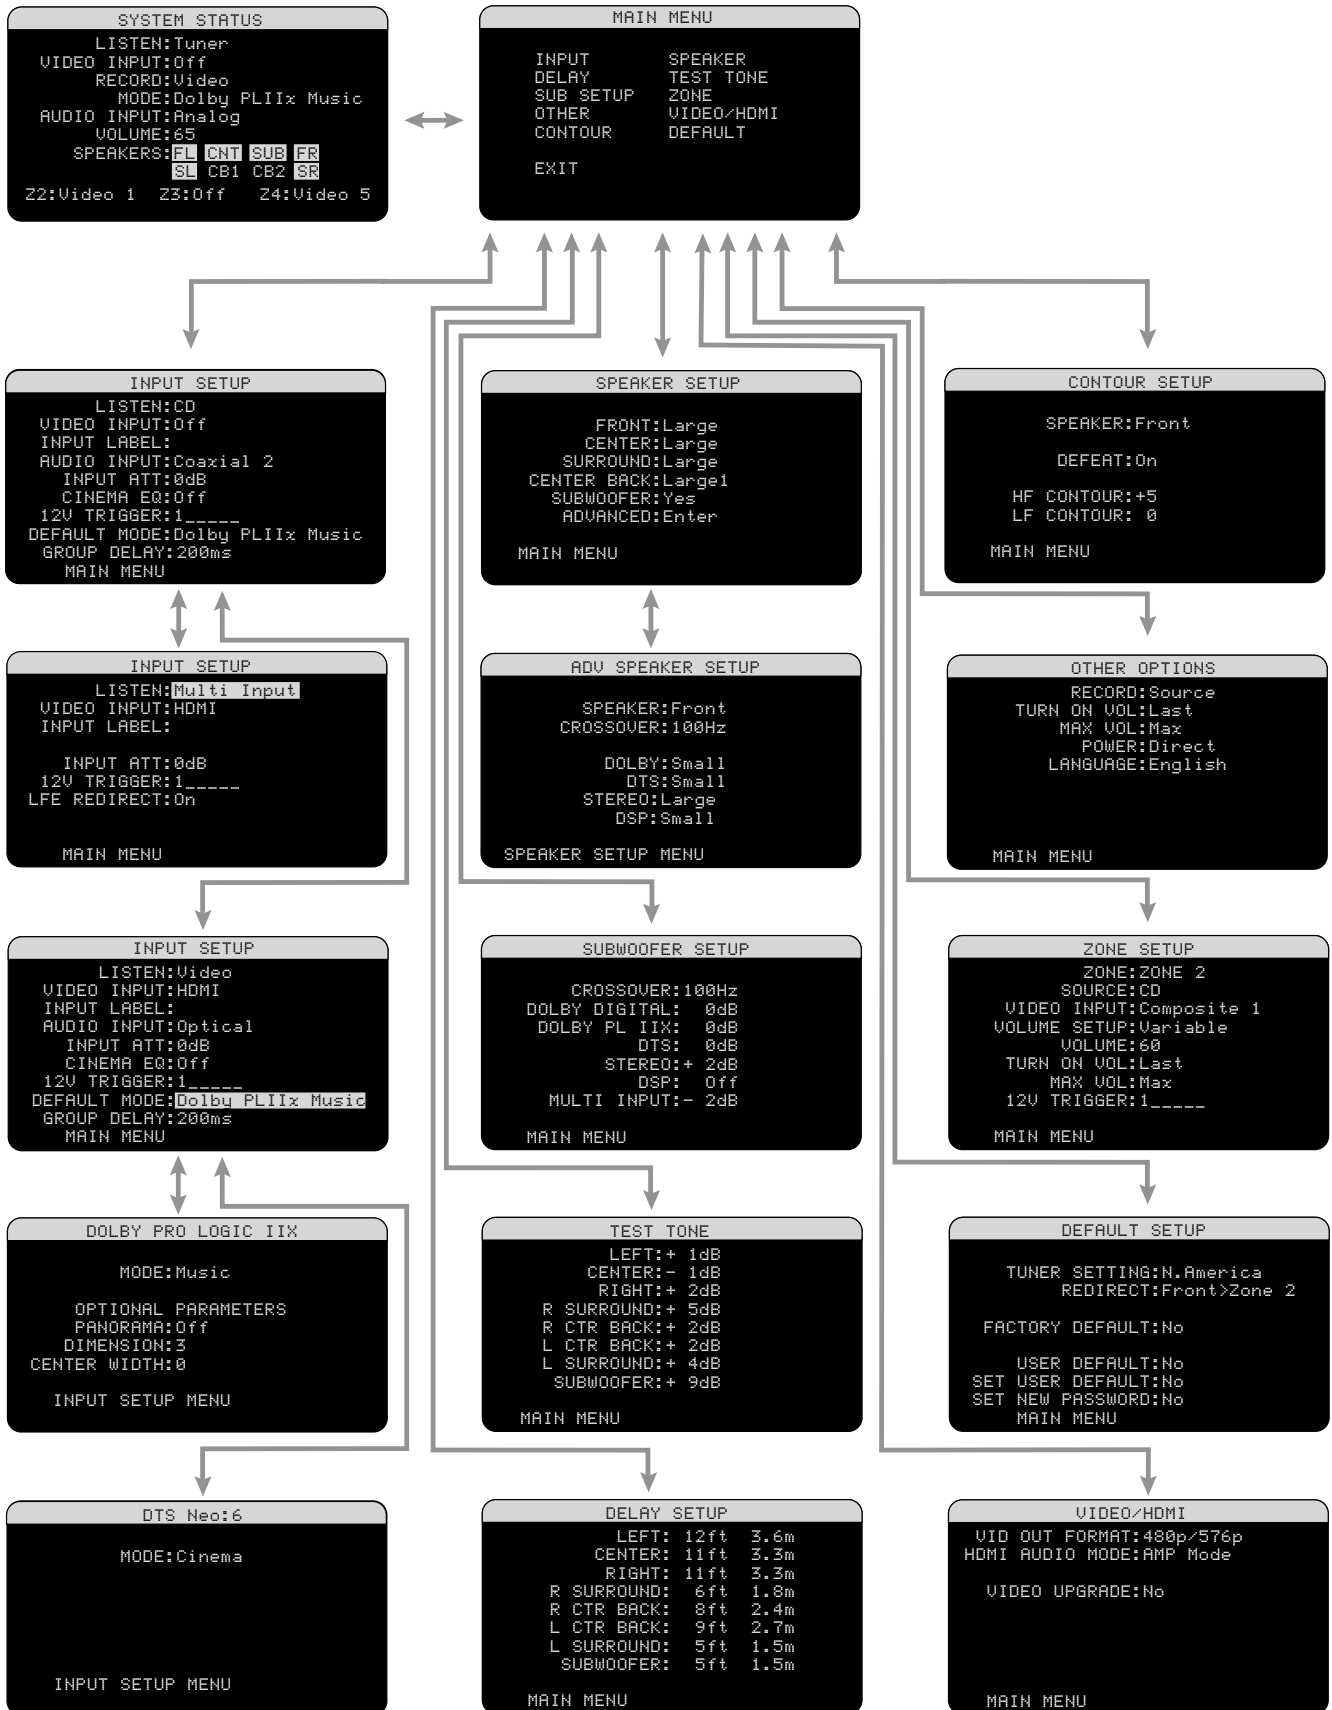 SYSTEM STATUS
LISTEN:Tuner
VIDEO INPUT:Off
RECORD:Video
MODE:Dolby PLIIx Music
AUDIO INPUT:Analog
VOLUME:65
SPEAKERS:FL CNT SUB FR
SL CB1 CB2 SR
Z2:Video 1 Z3:Off Z4:Video 5
MAIN MENU
INPUT SPEAKER
DELAY TEST TONE
SUB SETUP ZONE
OTHER VIDEO/HDMI
CONTOUR DEFAULT
EXIT
INPUT SETUP
LISTEN:CD
VIDEO INPUT:Off
INPUT LABEL:
AUDIO INPUT:Coaxial 2
INPUT ATT:0dB
CINEMA EQ:Off
12V TRIGGER:1_____
DEFAULT MODE:Dolby PLIIx Music
GROUP DELAY:200ms
MAIN MENU
SPEAKER SETUP
FRONT:Large
CENTER:Large
SURROUND:Large
CENTER BACK:Large1
SUBWOOFER:Yes
ADVANCED:Enter
MAIN MENU
CONTOUR SETUP
SPEAKER:Front
DEFEAT:On
HF CONTOUR:+5
LF CONTOUR: 0
MAIN MENU
INPUT SETUP
LISTEN:Multi Input
VIDEO INPUT:HDMI
INPUT LABEL:
INPUT ATT:0dB
12V TRIGGER:1_____
LFE REDIRECT:On
MAIN MENU
ADV SPEAKER SETUP
SPEAKER:Front
CROSSOVER:100Hz
DOLBY:Small
DTS:Small
STEREO:Large
DSP:Small
SPEAKER SETUP MENU
OTHER OPTIONS
RECORD:Source
TURN ON VOL:Last
MAX VOL:Max
POWER:Direct
LANGUAGE:English
MAIN MENU
INPUT SETUP
LISTEN:Video
VIDEO INPUT:HDMI
INPUT LABEL:
AUDIO INPUT:Optical
INPUT ATT:0dB
CINEMA EQ:Off
12V TRIGGER:1_____
DEFAULT MODE:Dolby PLIIx Music
GROUP DELAY:200ms
MAIN MENU
SUBWOOFER SETUP
CROSSOVER:100Hz
DOLBY DIGITAL: 0dB
DOLBY PL IIX: 0dB
DTS: 0dB
STEREO:+ 2dB
DSP: Off
MULTI INPUT:- 2dB
MAIN MENU
ZONE SETUP
ZONE:ZONE 2
SOURCE:CD
VIDEO INPUT:Composite 1
VOLUME SETUP:Variable
VOLUME:60
TURN ON VOL:Last
MAX VOL:Max
12V TRIGGER:1_____
MAIN MENU
DOLBY PRO LOGIC IIX
MODE:Music
OPTIONAL PARAMETERS
PANORAMA:Off
DIMENSION:3
CENTER WIDTH:0
INPUT SETUP MENU
TEST TONE
LEFT:+ 1dB
CENTER:- 1dB
RIGHT:+ 2dB
R SURROUND:+ 5dB
R CTR BACK:+ 2dB
L CTR BACK:+ 2dB
L SURROUND:+ 4dB
SUBWOOFER:+ 9dB
MAIN MENU
DEFAULT SETUP
TUNER SETTING:N.America
REDIRECT:Front>Zone 2
FACTORY DEFAULT:No
USER DEFAULT:No
SET USER DEFAULT:No
SET NEW PASSWORD:No
MAIN MENU
DTS Neo:6
MODE:Cinema
INPUT SETUP MENU
DELAY SETUP
LEFT: 12ft 3.6m
CENTER: 11ft 3.3m
RIGHT: 11ft 3.3m
R SURROUND: 6ft 1.8m
R CTR BACK: 8ft 2.4m
L CTR BACK: 9ft 2.7m
L SURROUND: 5ft 1.5m
SUBWOOFER: 5ft 1.5m
MAIN MENU
VIDEO/HDMI
VID OUT FORMAT:480p/576p
HDMI AUDIO MODE:AMP Mode
VIDEO UPGRADE:No
MAIN MENU